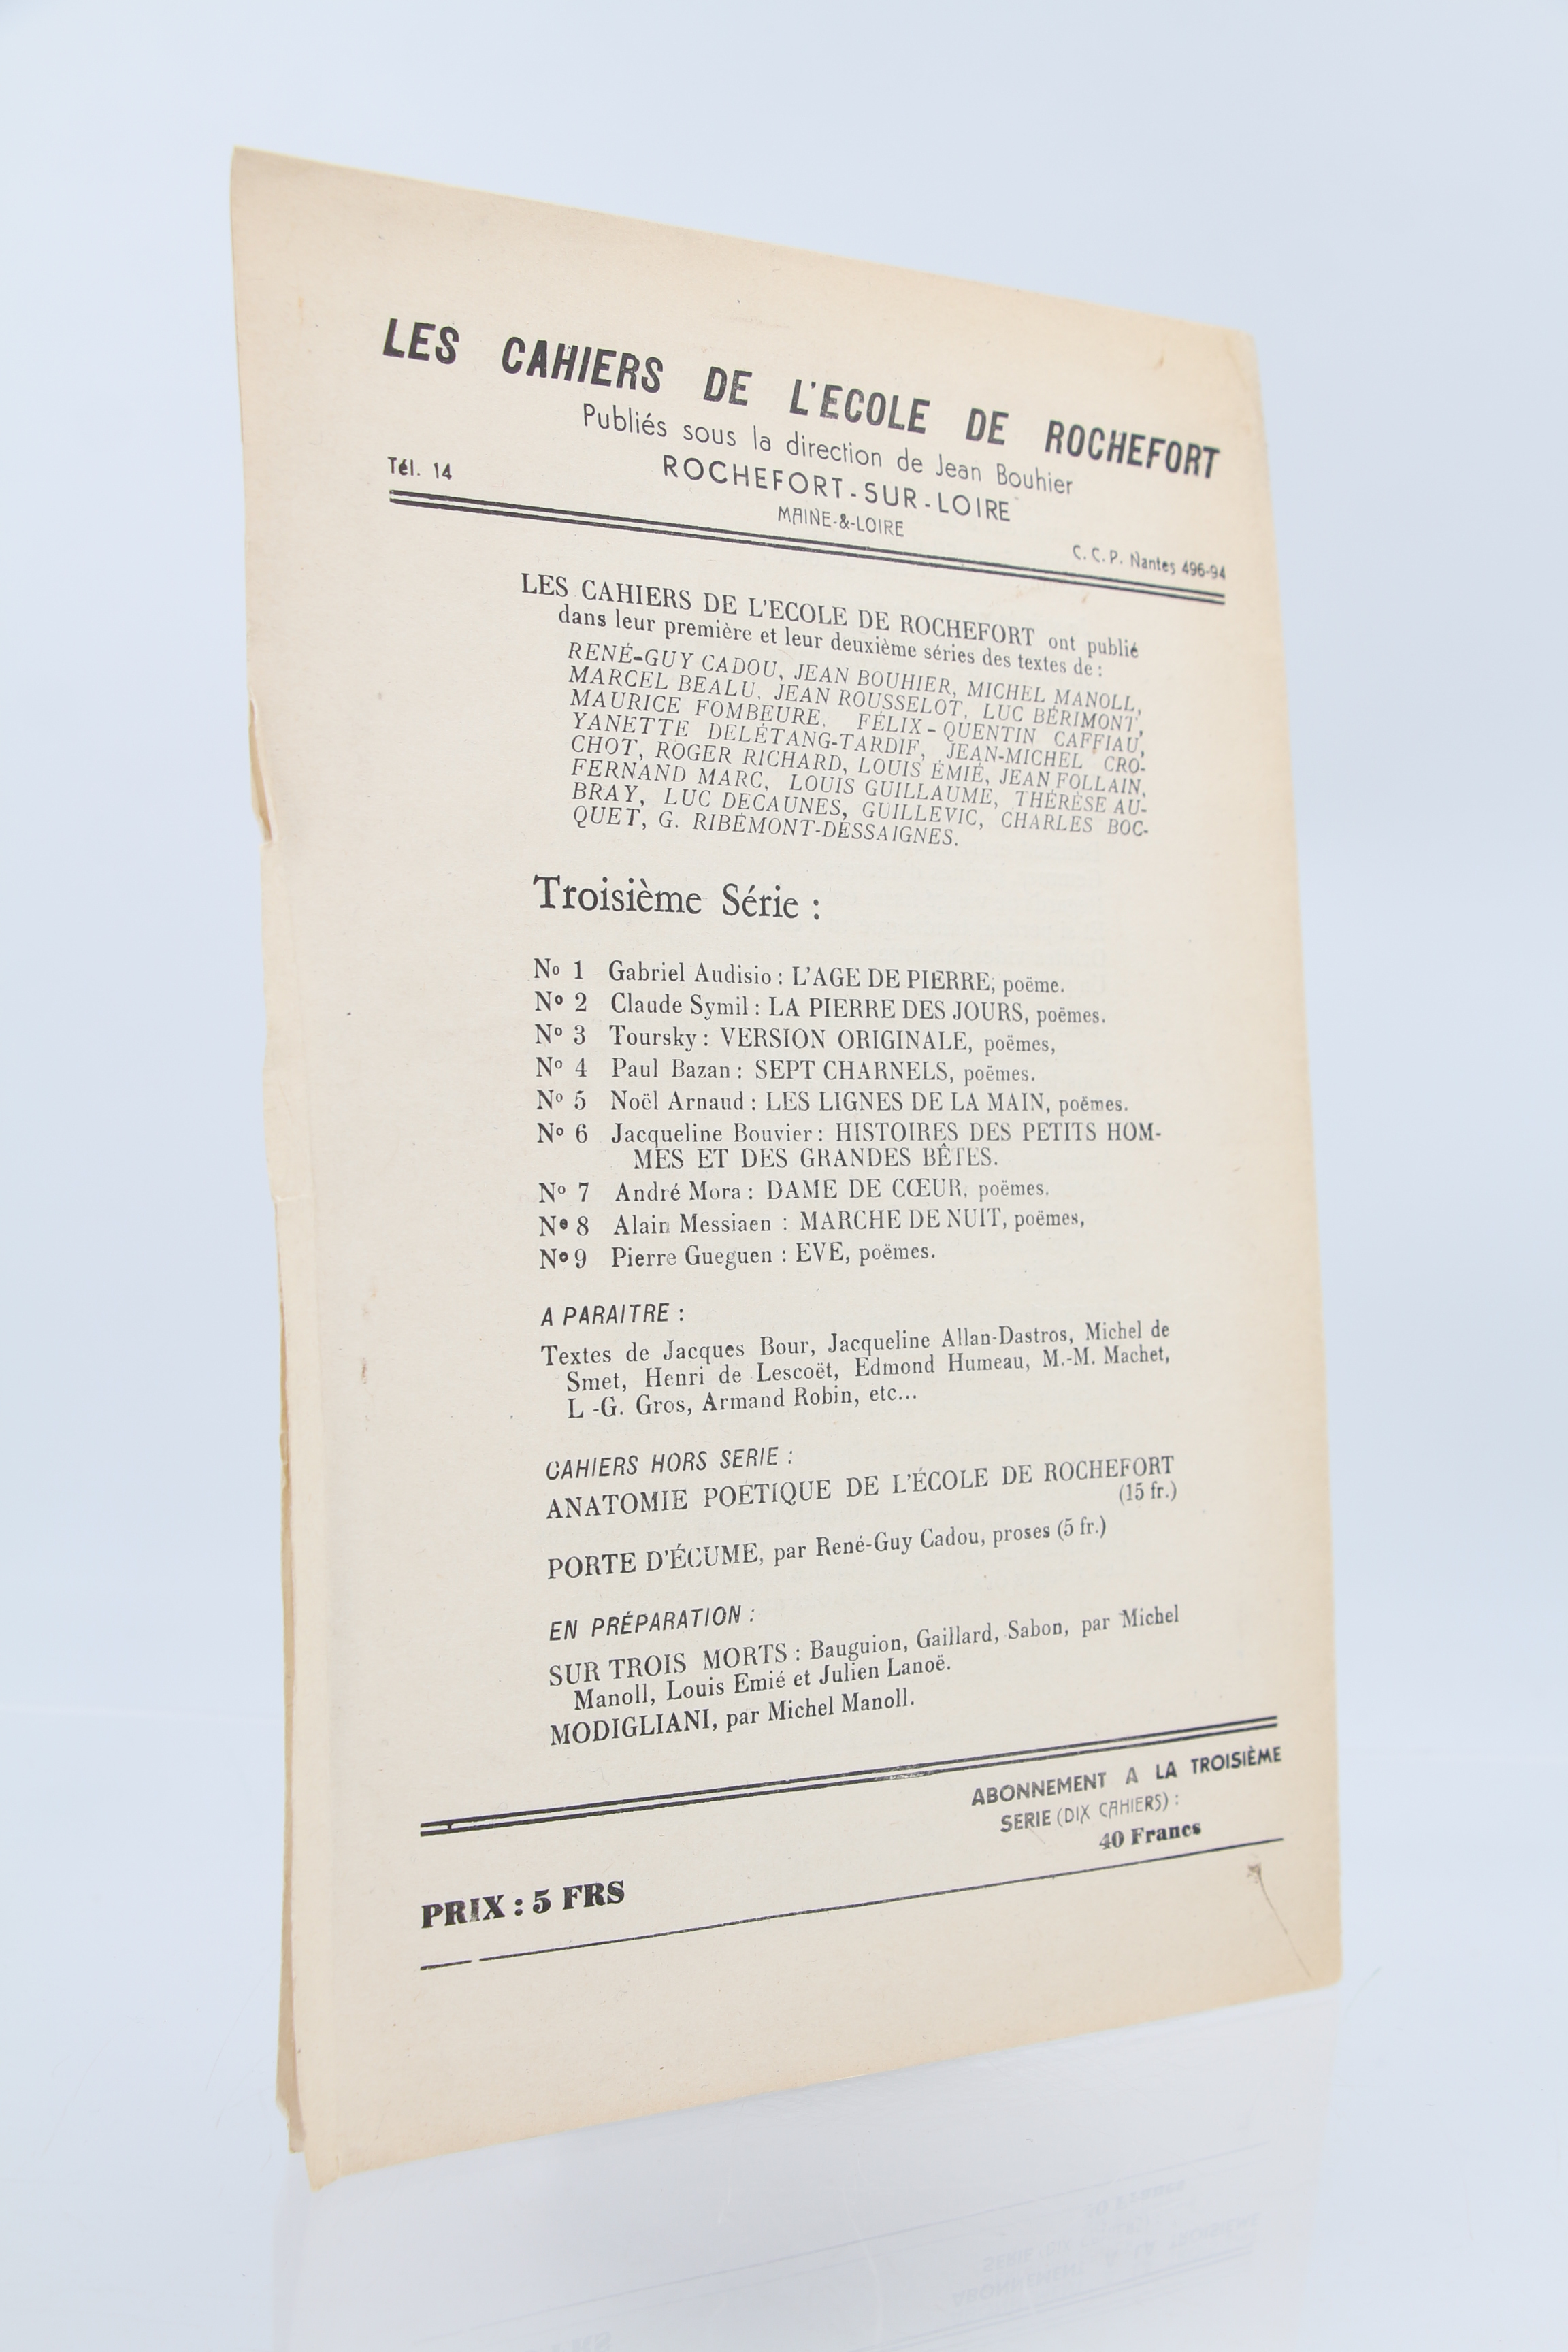 LES CAHIERS DE L'ECOLE DE ROCHEFORT
Publiés sous la direction de Jean Bouhier
Tél. 14
ROCHEFORT-SUR-LOIRE
MAINE-&-LOIRE
C. C. P. Nantes 496-94
LES CAHIERS DE L'ECOLE DE ROCHEFORT ont publié
dans leur première et leur deuxième séries des textes de :
RENÉ-GUY CADOU, JEAN BOUHIER, MICHEL MANOLL,
MARCEL BEALU, JEAN ROUSSELOT, LUC BÉRIMONT,
MAURICE FOMBEURE, FÉLIX-QUENTIN CAFFIAU,
YANETTE DELÉTANG-TARDIF, JEAN-MICHEL CRO-
CHOT, ROGER RICHARD, LOUIS ÉMIÉ, JEAN FOLLAIN,
FERNAND MARC, LOUIS GUILLAUME, THÉRÈSE AU-
BRAY, LUC DECAUNES, GUILLEVIC, CHARLES BOC-
QUET, G. RIBEMONT-DESSAIGNES.
Troisième Série :
No 1 Gabriel Audisio : L'AGE DE PIERRE, poëme.
No 2 Claude Symil : LA PIERRE DES JOURS, poëmes.
No 3 Toursky : VERSION ORIGINALE, poëmes,
No 4 Paul Bazan : SEPT CHARNELS, poëmes.
No 5 Noël Arnaud : LES LIGNES DE LA MAIN, poëmes.
No 6 Jacqueline Bouvier : HISTOIRES DES PETITS HOM-
MES ET DES GRANDES BÊTES.
No 7 André Mora : DAME DE CŒUR, poëmes.
No 8 Alain Messiaen : MARCHE DE NUIT, poëmes,
No 9 Pierre Gueguen : EVE, poëmes.
A PARAITRE :
Textes de Jacques Bour, Jacqueline Allan-Dastros, Michel de
Smet, Henri de Lescoët, Edmond Humeau, M.-M. Machet,
L -G. Gros, Armand Robin, etc...
CAHIERS HORS SERIE :
ANATOMIE POÉTIQUE DE L'ÉCOLE DE ROCHEFORT
(15 fr.)
PORTE D'ÉCUME, par René-Guy Cadou, proses (5 fr.)
EN PRÉPARATION :
SUR TROIS MORTS : Bauguion, Gaillard, Sabon, par Michel
Manoll, Louis Emié et Julien Lanoë.
MODIGLIANI, par Michel Manoll.
ABONNEMENT A LA TROISIÈME
SERIE (DIX CAHIERS) :
40 Francs
PRIX : 5 FRS